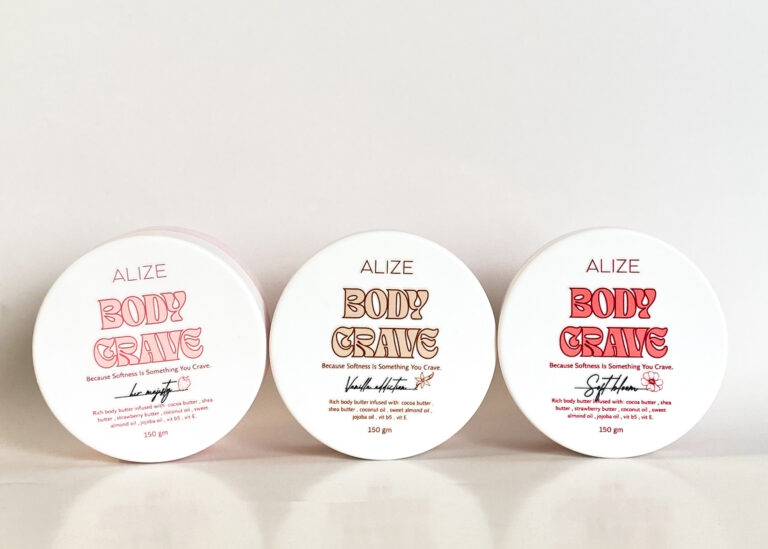 ALIZE
BODY
CRAVE
Because Softness Is Something You Crave.
her majesty
Rich body butter infused with cocoa butter , shea
butter , strawberry butter , coconut oil , sweet
almond oil , jojoba oil , vit b5 , vit E.
150 gm
ALIZE
BODY
CRAVE
Because Softness Is Something You Crave.
Vanilla addiction
Rich body butter infused with cocoa butter ,
shea butter , coconut oil , sweet almond oil ,
jojoba oil , vit b5 , vit E.
150 gm
ALIZE
BODY
CRAVE
Because Softness Is Something You Crave.
Soft bloom
Rich body butter infused with: cocoa butter , shea
butter , strawberry butter , coconut oil , sweet
almond oil , jojoba oil , vit b5 , vit E.
150 gm